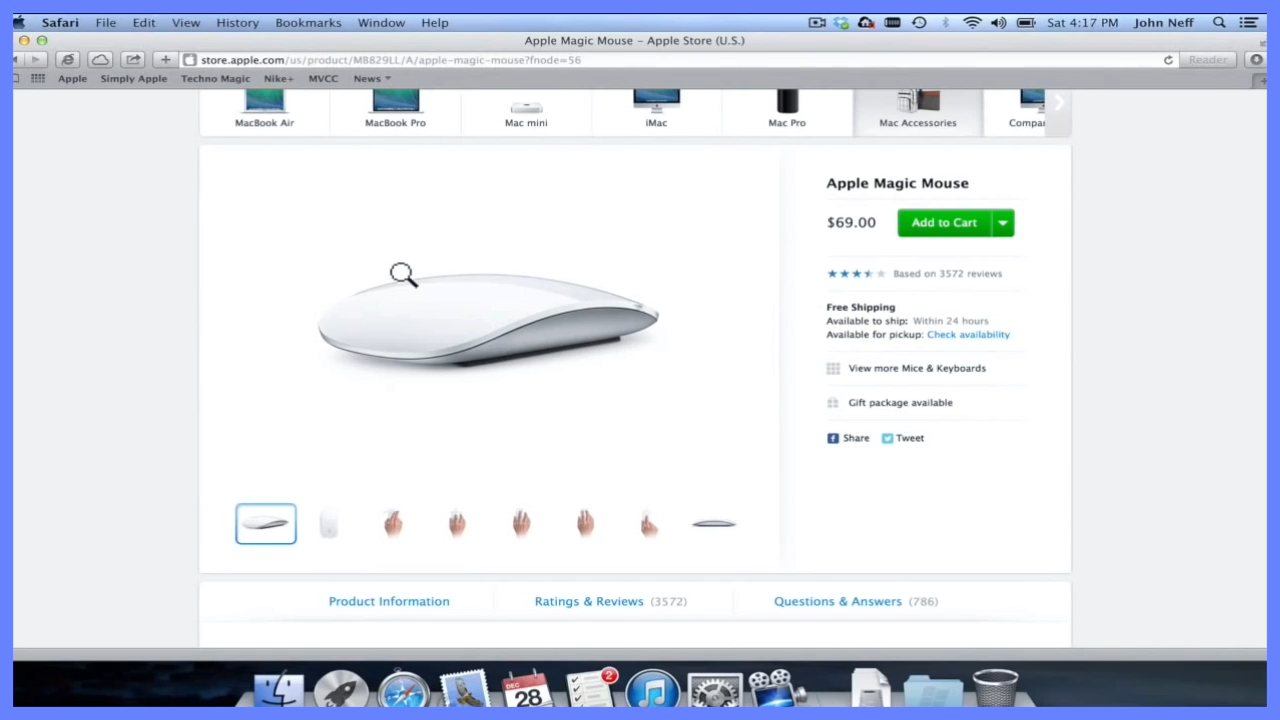 Safari File Edit View History Bookmarks Window Help Sat 4:17 PM John Neff
Apple Magic Mouse – Apple Store (U.S.)
store.apple.com/us/product/MB829LL/A/apple-magic-mouse?fnode=56 Reader
Apple Simply Apple Techno Magic Nike+ MVCC News
MacBook Air MacBook Pro Mac mini iMac Mac Pro Mac Accessories Compar
Apple Magic Mouse
$69.00 Add to Cart
Based on 3572 reviews
Free Shipping
Available to ship: Within 24 hours
Available for pickup: Check availability
View more Mice & Keyboards
Gift package available
Share Tweet
Product Information Ratings & Reviews (3572) Questions & Answers (786)
DEC 2
28